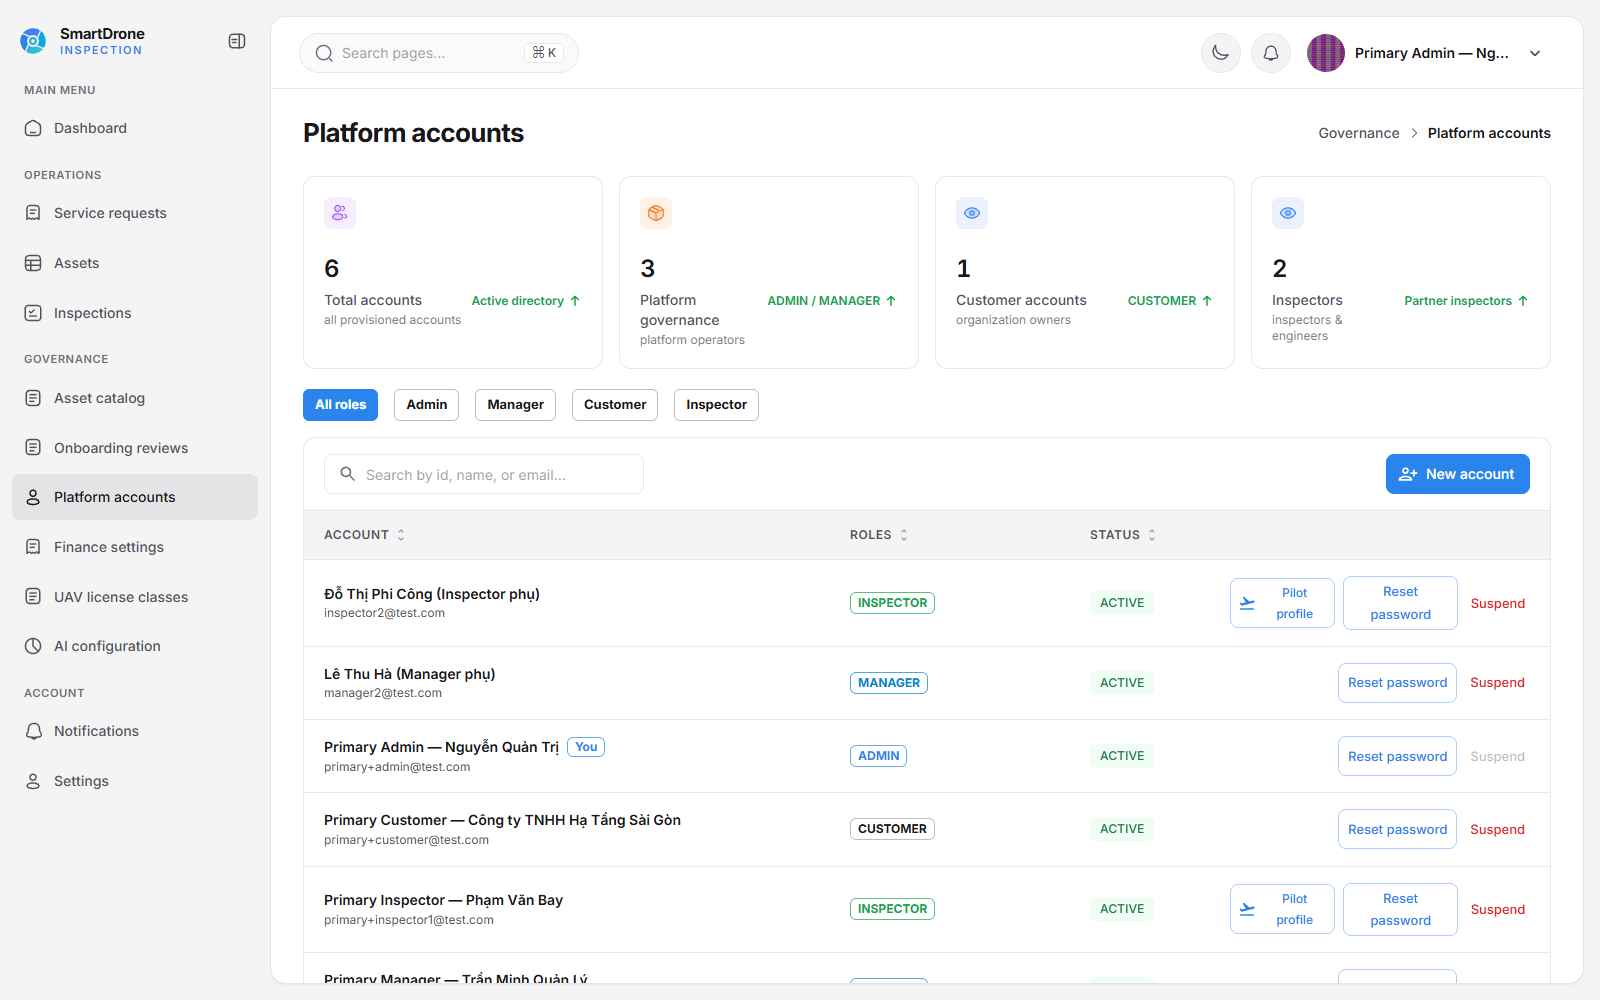 SmartDrone
INSPECTION
MAIN MENU
Dashboard
OPERATIONS
Service requests
Assets
Inspections
GOVERNANCE
Asset catalog
Onboarding reviews
Platform accounts
Finance settings
UAV license classes
AI configuration
ACCOUNT
Notifications
Settings
Search pages...
⌘ K
Primary Admin — Ng...
Platform accounts
Governance > Platform accounts
6
Total accounts
all provisioned accounts
Active directory ↑
3
Platform
governance
platform operators
ADMIN / MANAGER ↑
1
Customer accounts
organization owners
CUSTOMER ↑
2
Inspectors
inspectors &
engineers
Partner inspectors ↑
All roles
Admin
Manager
Customer
Inspector
Search by id, name, or email...
New account
ACCOUNT
ROLES
STATUS
Đỗ Thị Phi Công (Inspector phụ)
inspector2@test.com
INSPECTOR
ACTIVE
Pilot
profile
Reset
password
Suspend
Lê Thu Hà (Manager phụ)
manager2@test.com
MANAGER
ACTIVE
Reset password
Suspend
Primary Admin — Nguyễn Quản Trị
You
primary+admin@test.com
ADMIN
ACTIVE
Reset password
Suspend
Primary Customer — Công ty TNHH Hạ Tầng Sài Gòn
primary+customer@test.com
CUSTOMER
ACTIVE
Reset password
Suspend
Primary Inspector — Phạm Văn Bay
primary+inspector1@test.com
INSPECTOR
ACTIVE
Pilot
profile
Reset
password
Suspend
Primary Manager — Trần Minh Quản Lý